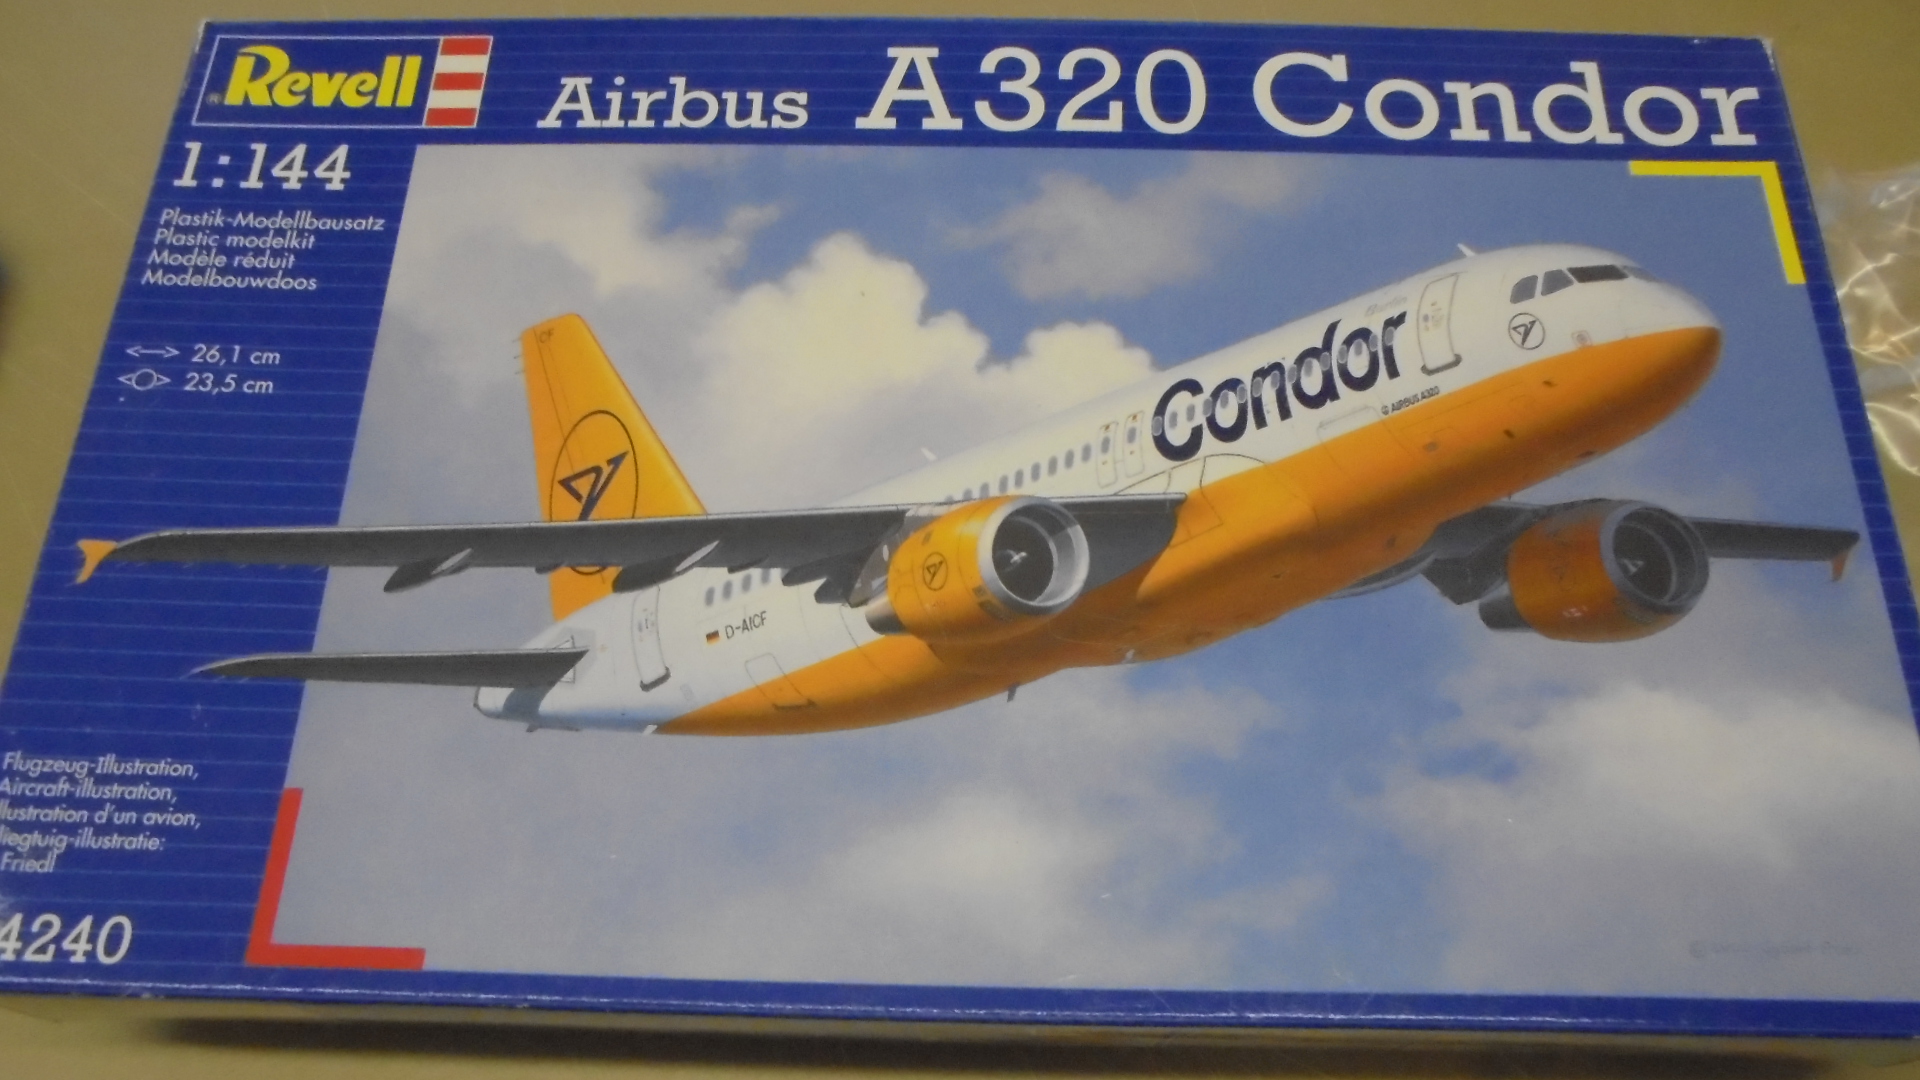 Revell
Airbus A320 Condor
1:144
Plastik-Modellbausatz
Plastic modelkit
Modèle réduit
Modelbouwdoos
26,1 cm
23,5 cm
CF
Condor
AIRBUS A320
D-AICF
Flugzeug-Illustration,
Aircraft-illustration,
llustration d'un avion,
liegtuig-illustratie:
Friedl
4240